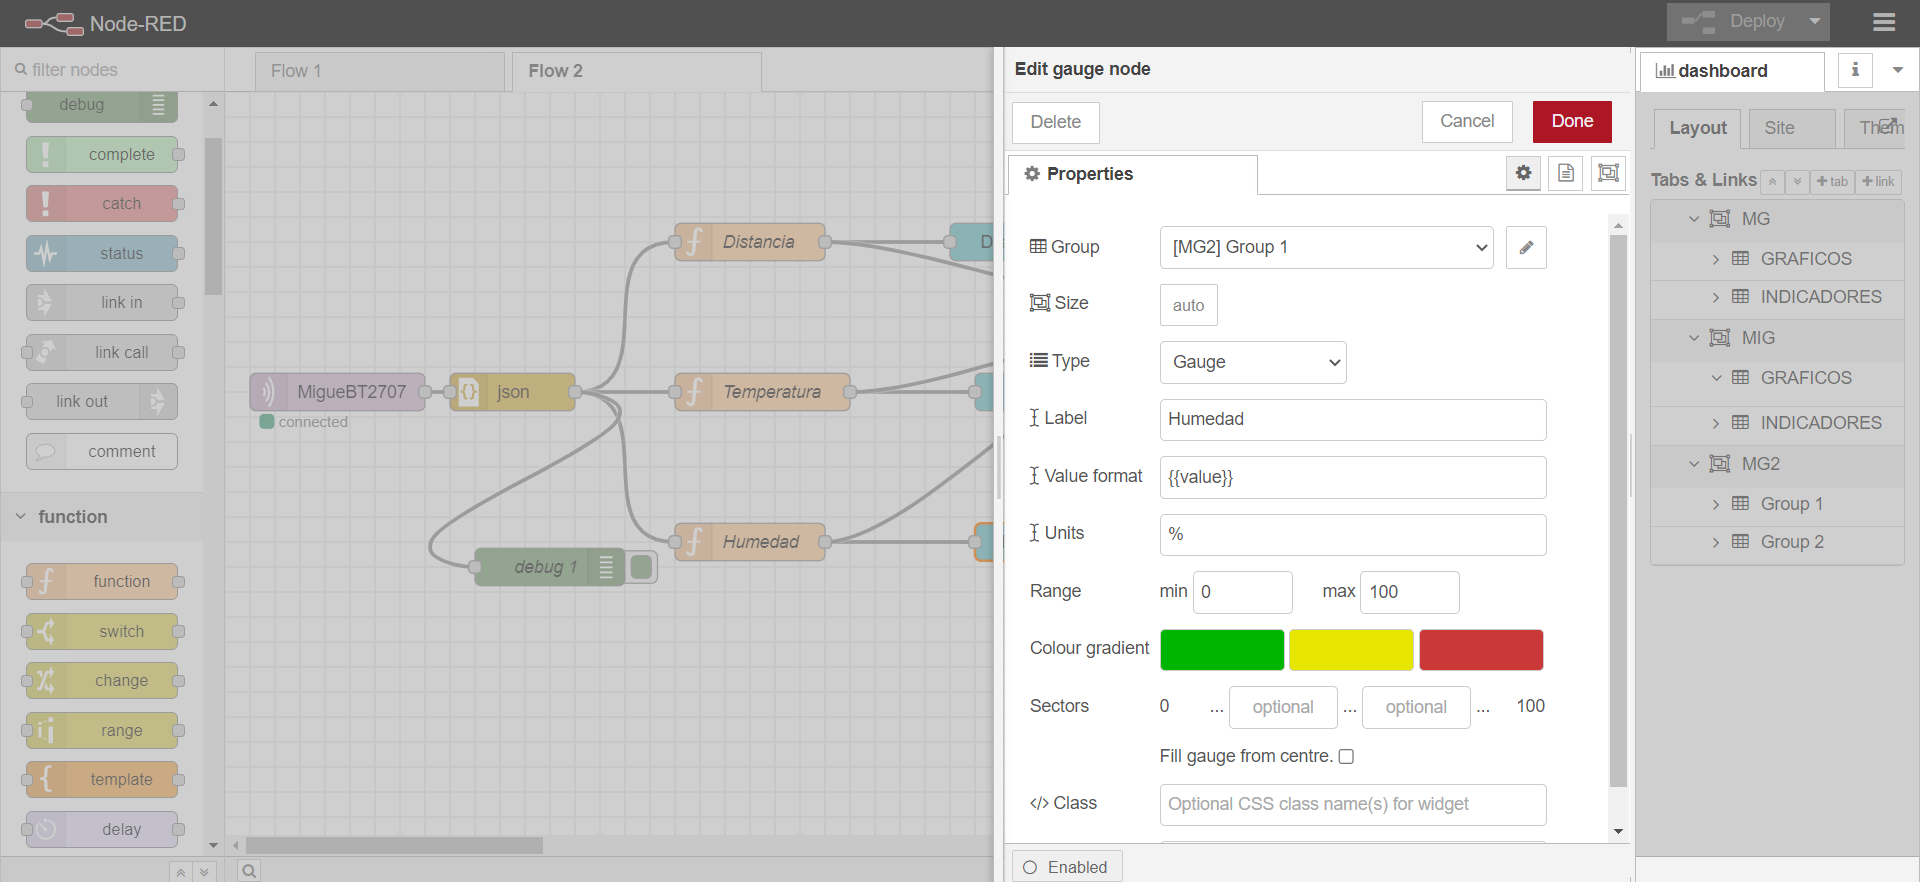 Node-RED
Deploy
filter nodes
debug
complete
catch
status
link in
link call
link out
comment
function
function
switch
change
range
template
delay
Flow 1
Flow 2
MigueBT2707
connected
json
debug 1
Distancia
Temperatura
Humedad
D
Edit gauge node
Delete
Cancel
Done
Properties
Group
[MG2] Group 1
Size
auto
Type
Gauge
Label
Humedad
Value format
{{value}}
Units
%
Range
min 0 max 100
Colour gradient
Sectors
0 ... optional ... optional ... 100
Fill gauge from centre.
</> Class
Optional CSS class name(s) for widget
Enabled
dashboard
i
Layout
Site
Them
Tabs & Links
+tab
+link
MG
GRAFICOS
INDICADORES
MIG
GRAFICOS
INDICADORES
MG2
Group 1
Group 2